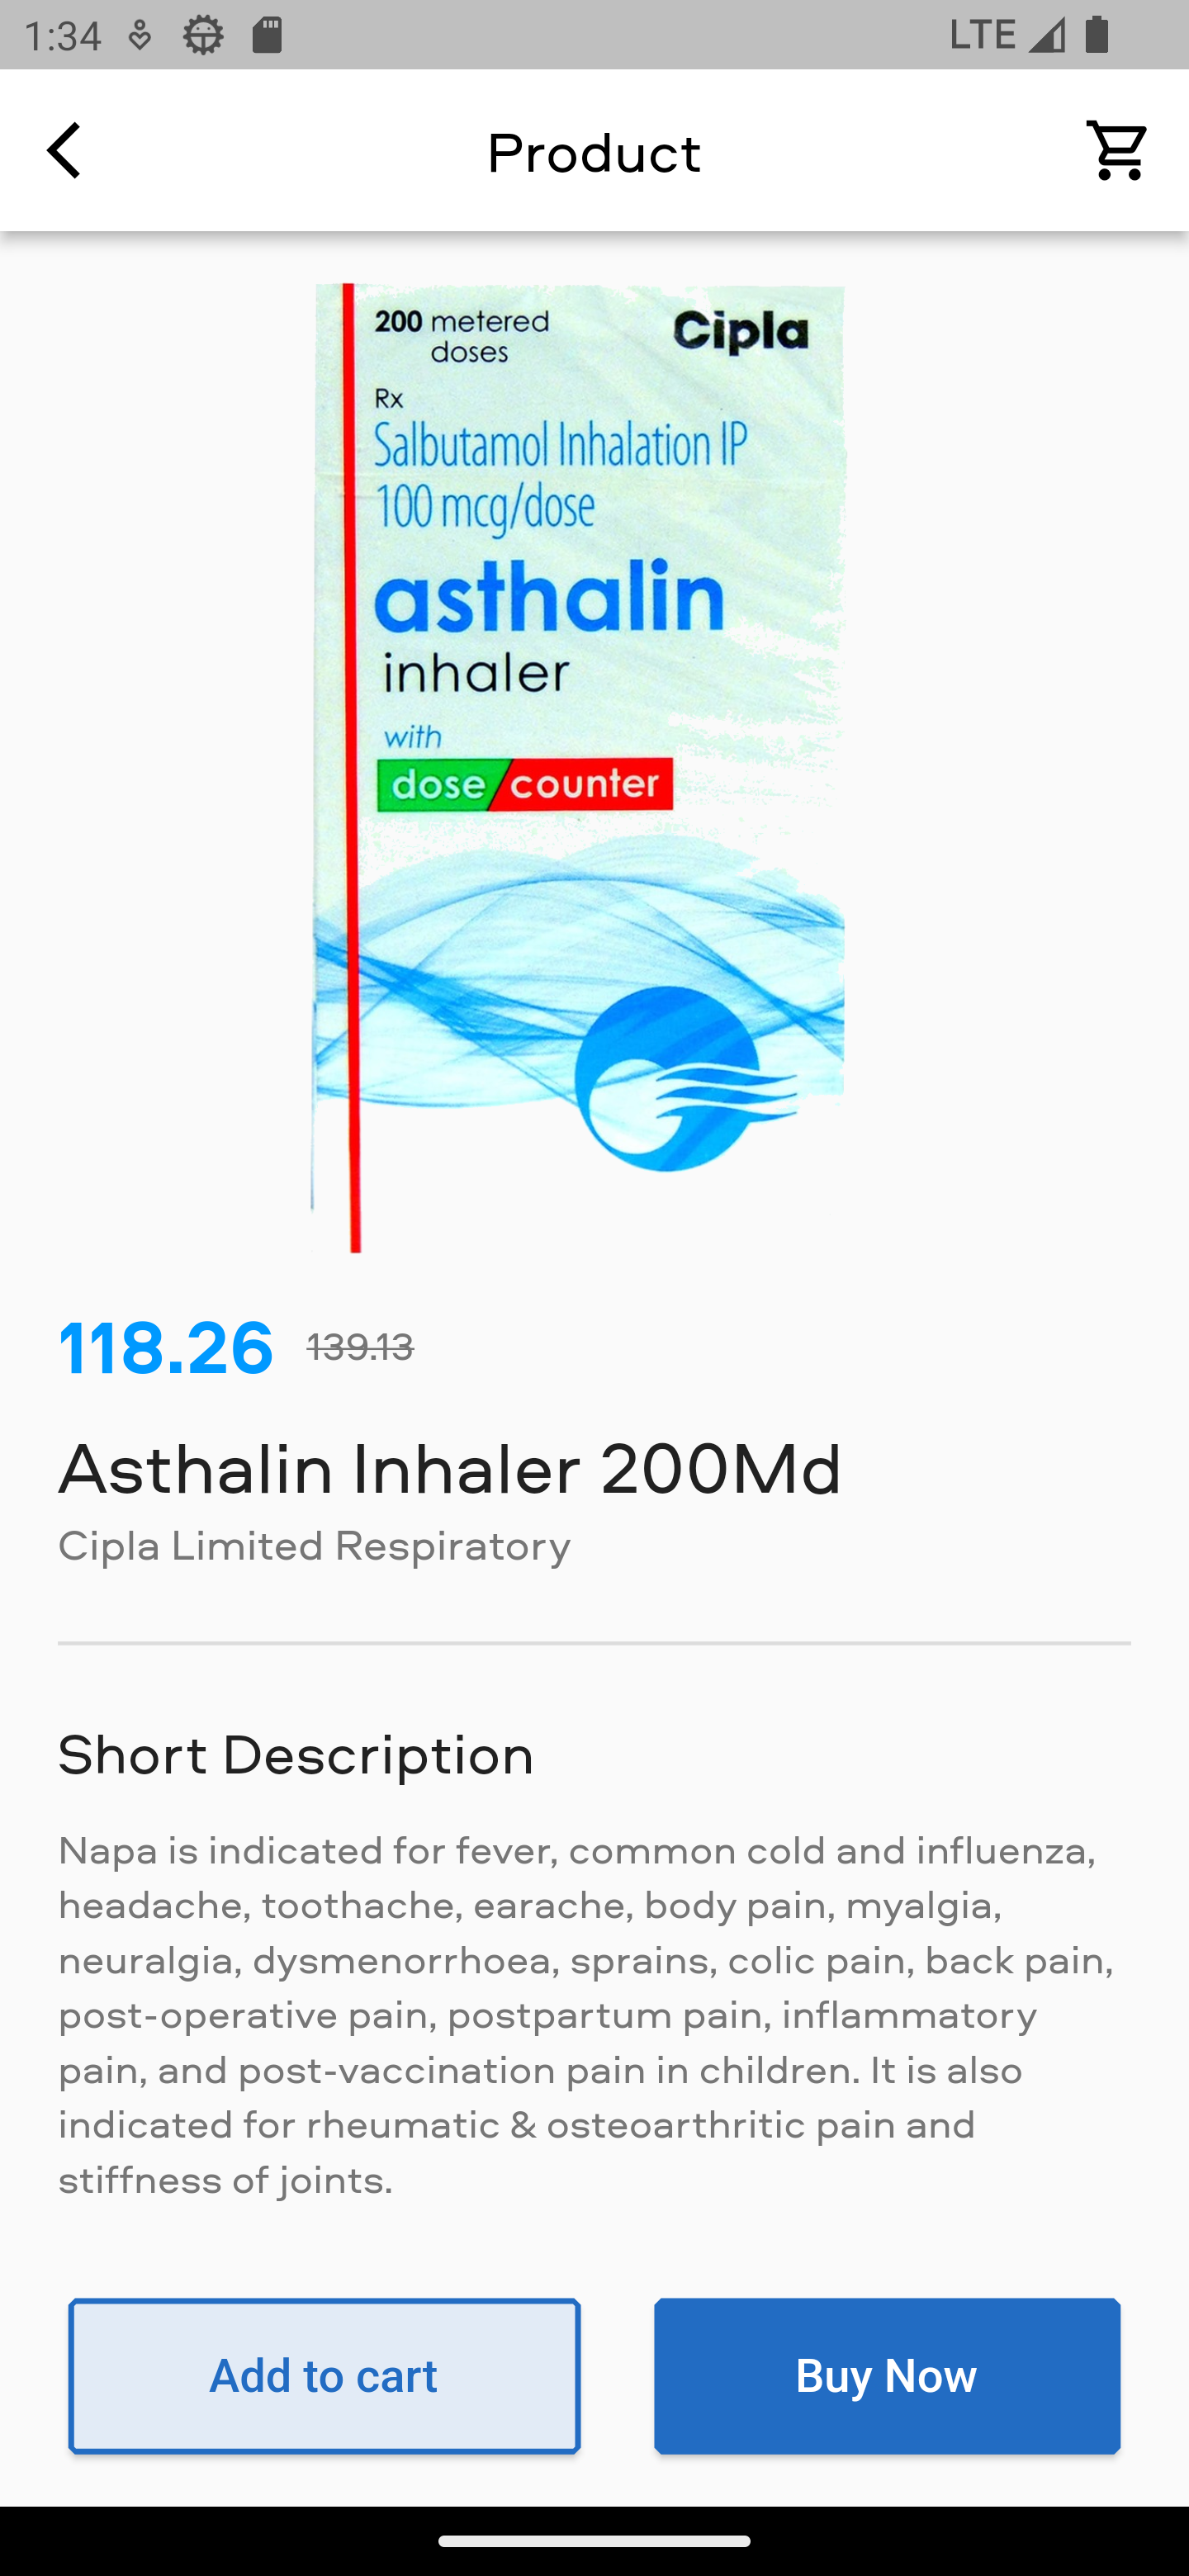 1:34 LTE
Product
200 metered Cipla
doses
Rx
Salbutamol Inhalation IP
100 mcg/dose
asthalin
inhaler
with
dose counter
118.26 139.13
Asthalin Inhaler 200Md
Cipla Limited Respiratory
Short Description
Napa is indicated for fever, common cold and influenza,
headache, toothache, earache, body pain, myalgia,
neuralgia, dysmenorrhoea, sprains, colic pain, back pain,
post-operative pain, postpartum pain, inflammatory
pain, and post-vaccination pain in children. It is also
indicated for rheumatic & osteoarthritic pain and
stiffness of joints.
Add to cart Buy Now